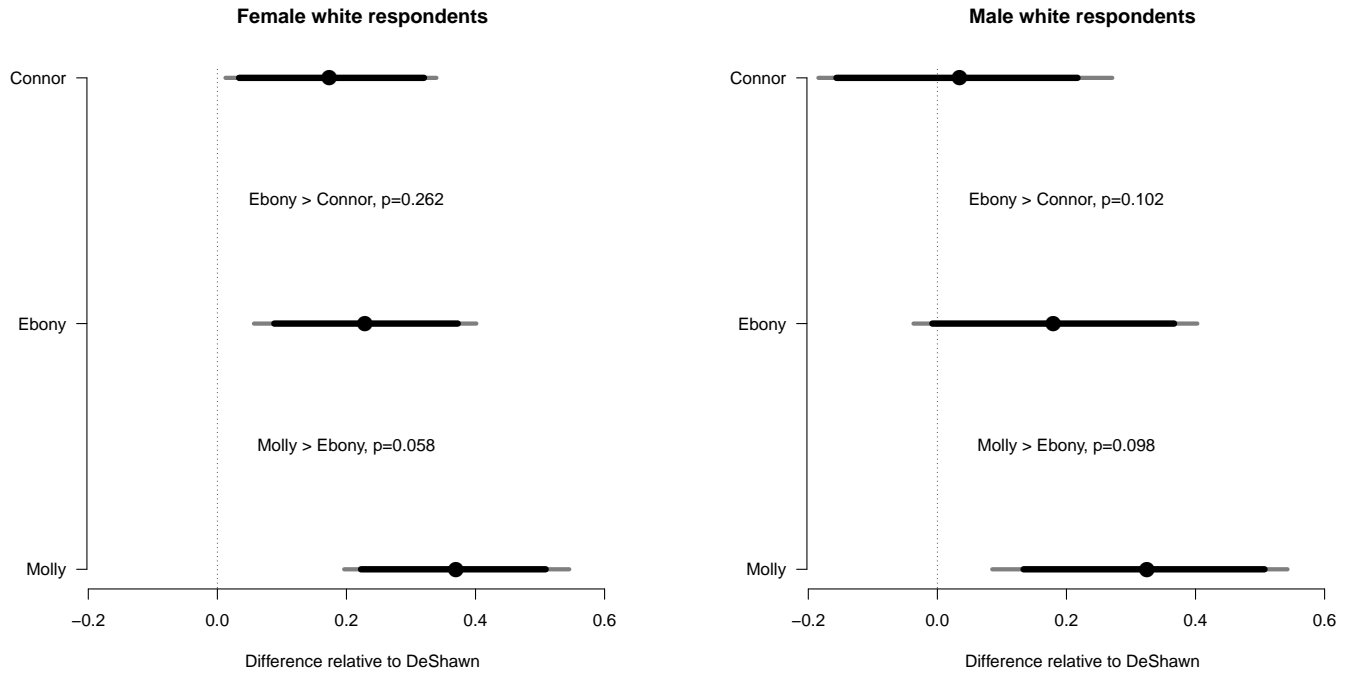 Female white respondents
Connor
Ebony > Connor, p=0.262
Ebony
Molly > Ebony, p=0.058
Molly
−0.2 0.0 0.2 0.4 0.6
Difference relative to DeShawn
Male white respondents
Connor
Ebony > Connor, p=0.102
Ebony
Molly > Ebony, p=0.098
Molly
−0.2 0.0 0.2 0.4 0.6
Difference relative to DeShawn